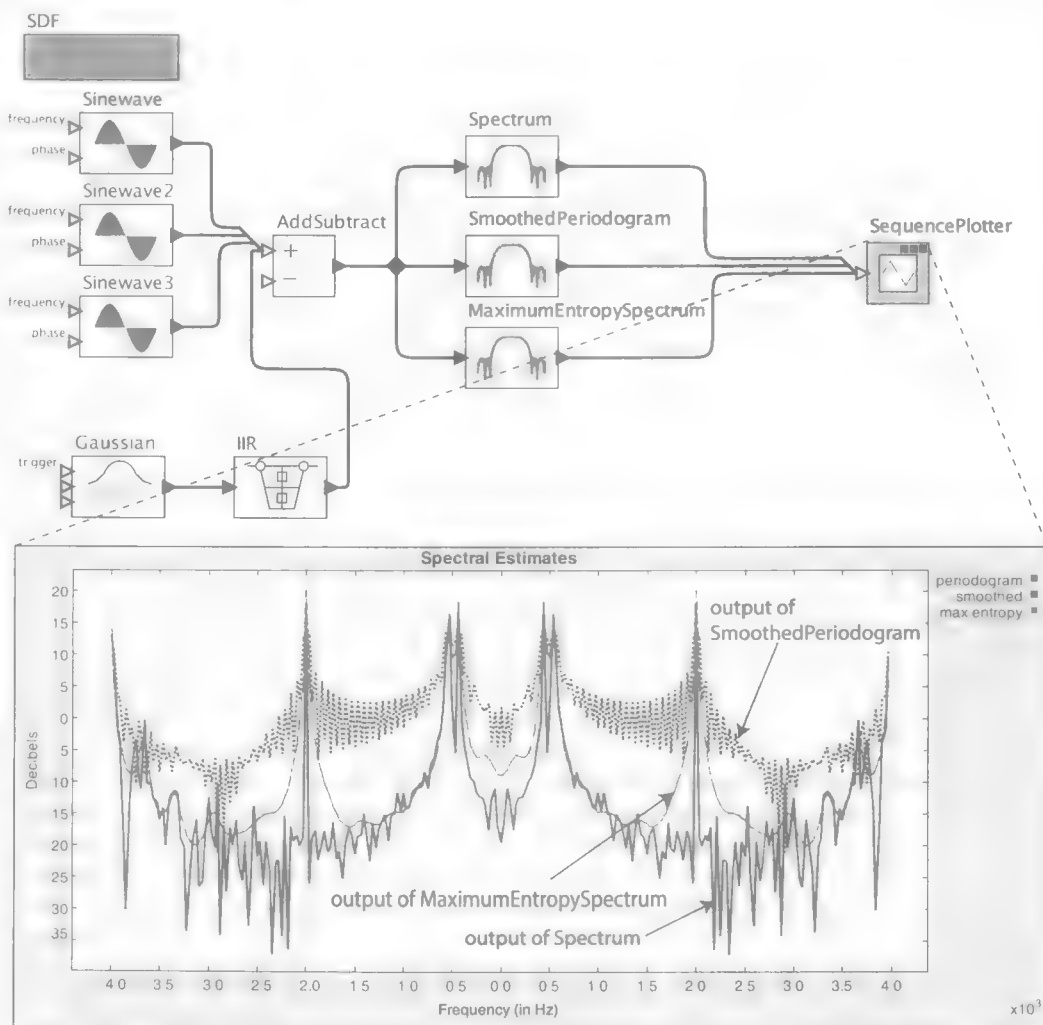 SDF
Sinewave
frequency
phase
Sinewave2
frequency
phase
Sinewave3
frequency
phase
AddSubtract
+
−
Spectrum
SmoothedPeriodogram
MaximumEntropySpectrum
SequencePlotter
Gaussian
trigger
IIR
Spectral Estimates
periodogram
smoothed
max entropy
output of
SmoothedPeriodogram
output of MaximumEntropySpectrum
output of Spectrum
Dec.bels
20
15
10
5
0
5
10
15
20
25
30
35
4 0 3 5 3 0 2 5 2 0 1 5 1 0 0 5 0 0 0 5 1 0 1 5 2 0 2 5 3 0 3 5 4 0
Frequency (in Hz)
x10³